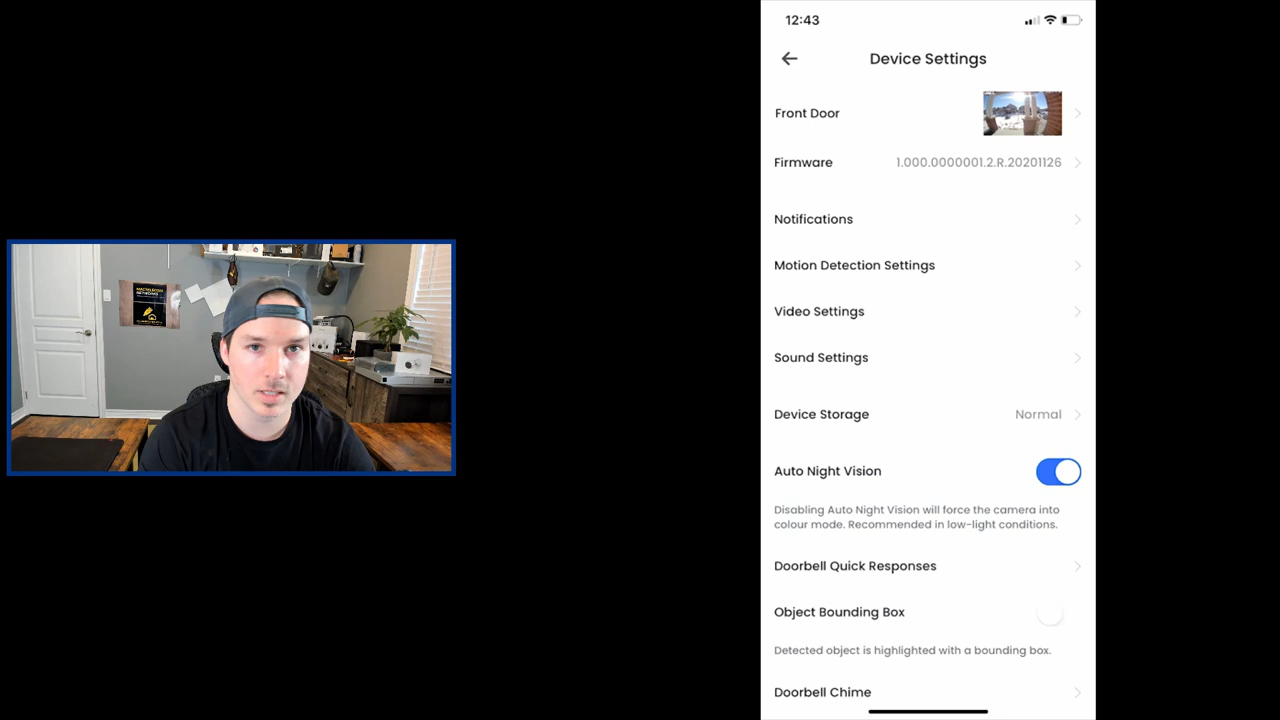 MACTELECOM
NETWORKS
12:43
Device Settings
Front Door
Firmware 1.000.0000001.2.R.20201126
Notifications
Motion Detection Settings
Video Settings
Sound Settings
Device Storage Normal
Auto Night Vision
Disabling Auto Night Vision will force the camera into
colour mode. Recommended in low-light conditions.
Doorbell Quick Responses
Object Bounding Box
Detected object is highlighted with a bounding box.
Doorbell Chime